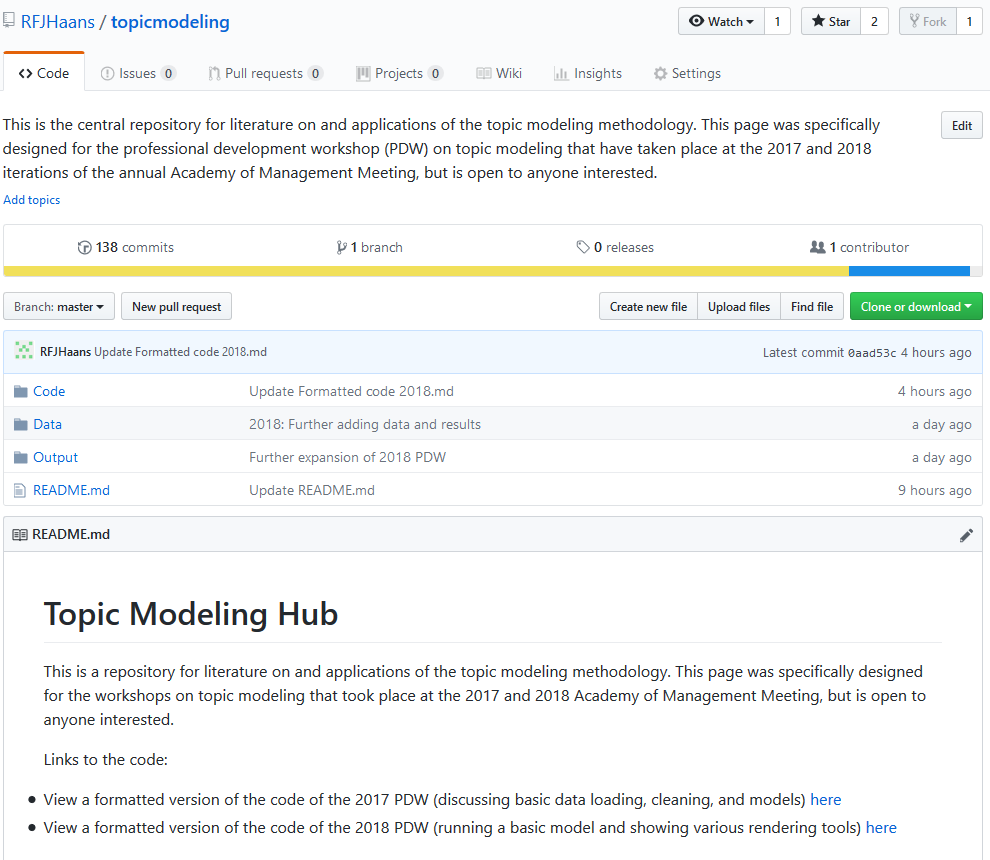 RFJHaans / topicmodeling
Watch 1 Star 2 Fork 1
Code Issues 0 Pull requests 0 Projects 0 Wiki Insights Settings
This is the central repository for literature on and applications of the topic modeling methodology. This page was specifically
Edit
designed for the professional development workshop (PDW) on topic modeling that have taken place at the 2017 and 2018
iterations of the annual Academy of Management Meeting, but is open to anyone interested.
Add topics
138 commits 1 branch 0 releases 1 contributor
Branch: master New pull request Create new file Upload files Find file Clone or download
RFJHaans Update Formatted code 2018.md Latest commit 0aad53c 4 hours ago
Code Update Formatted code 2018.md 4 hours ago
Data 2018: Further adding data and results a day ago
Output Further expansion of 2018 PDW a day ago
README.md Update README.md 9 hours ago
README.md
Topic Modeling Hub
This is a repository for literature on and applications of the topic modeling methodology. This page was specifically designed
for the workshops on topic modeling that took place at the 2017 and 2018 Academy of Management Meeting, but is open to
anyone interested.
Links to the code:
• View a formatted version of the code of the 2017 PDW (discussing basic data loading, cleaning, and models) here
• View a formatted version of the code of the 2018 PDW (running a basic model and showing various rendering tools) here